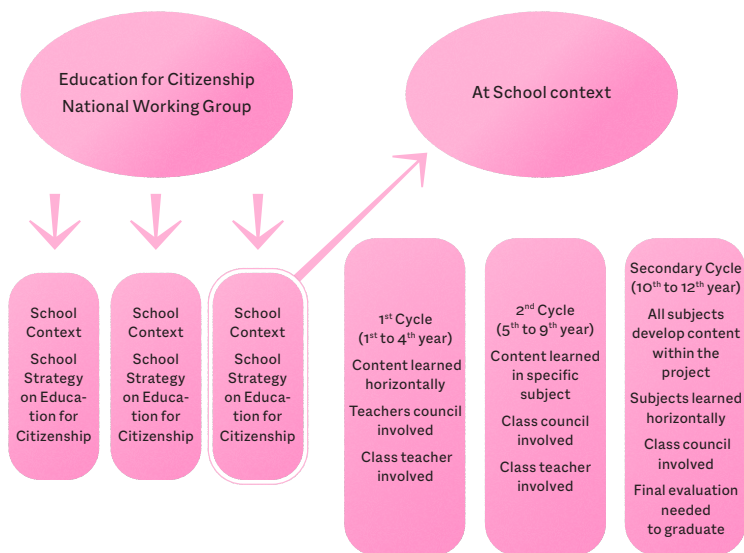 Education for Citizenship
National Working Group
At School context
School
Context
School
Strategy
on Educa-
tion for
Citizenship
School
Context
School
Strategy
on Educa-
tion for
Citizenship
School
Context
School
Strategy
on Educa-
tion for
Citizenship
1st Cycle
(1st to 4th year)
Content learned
horizontally
Teachers council
involved
Class teacher
involved
2nd Cycle
(5th to 9th year)
Content learned
in specific
subject
Class council
involved
Class teacher
involved
Secondary Cycle
(10th to 12th year)
All subjects
develop content
within the
project
Subjects learned
horizontally
Class council
involved
Final evaluation
needed
to graduate